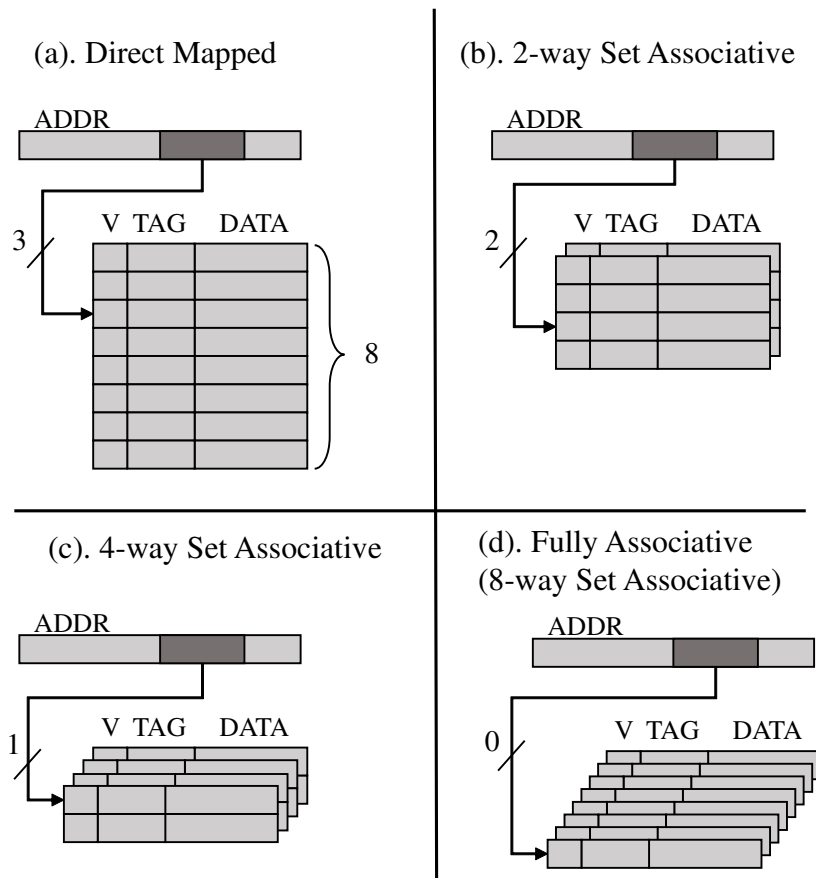 (a). Direct Mapped
ADDR
3
V TAG DATA
8
(b). 2-way Set Associative
ADDR
2
V TAG DATA
(c). 4-way Set Associative
ADDR
1
V TAG DATA
(d). Fully Associative
(8-way Set Associative)
ADDR
0
V TAG DATA